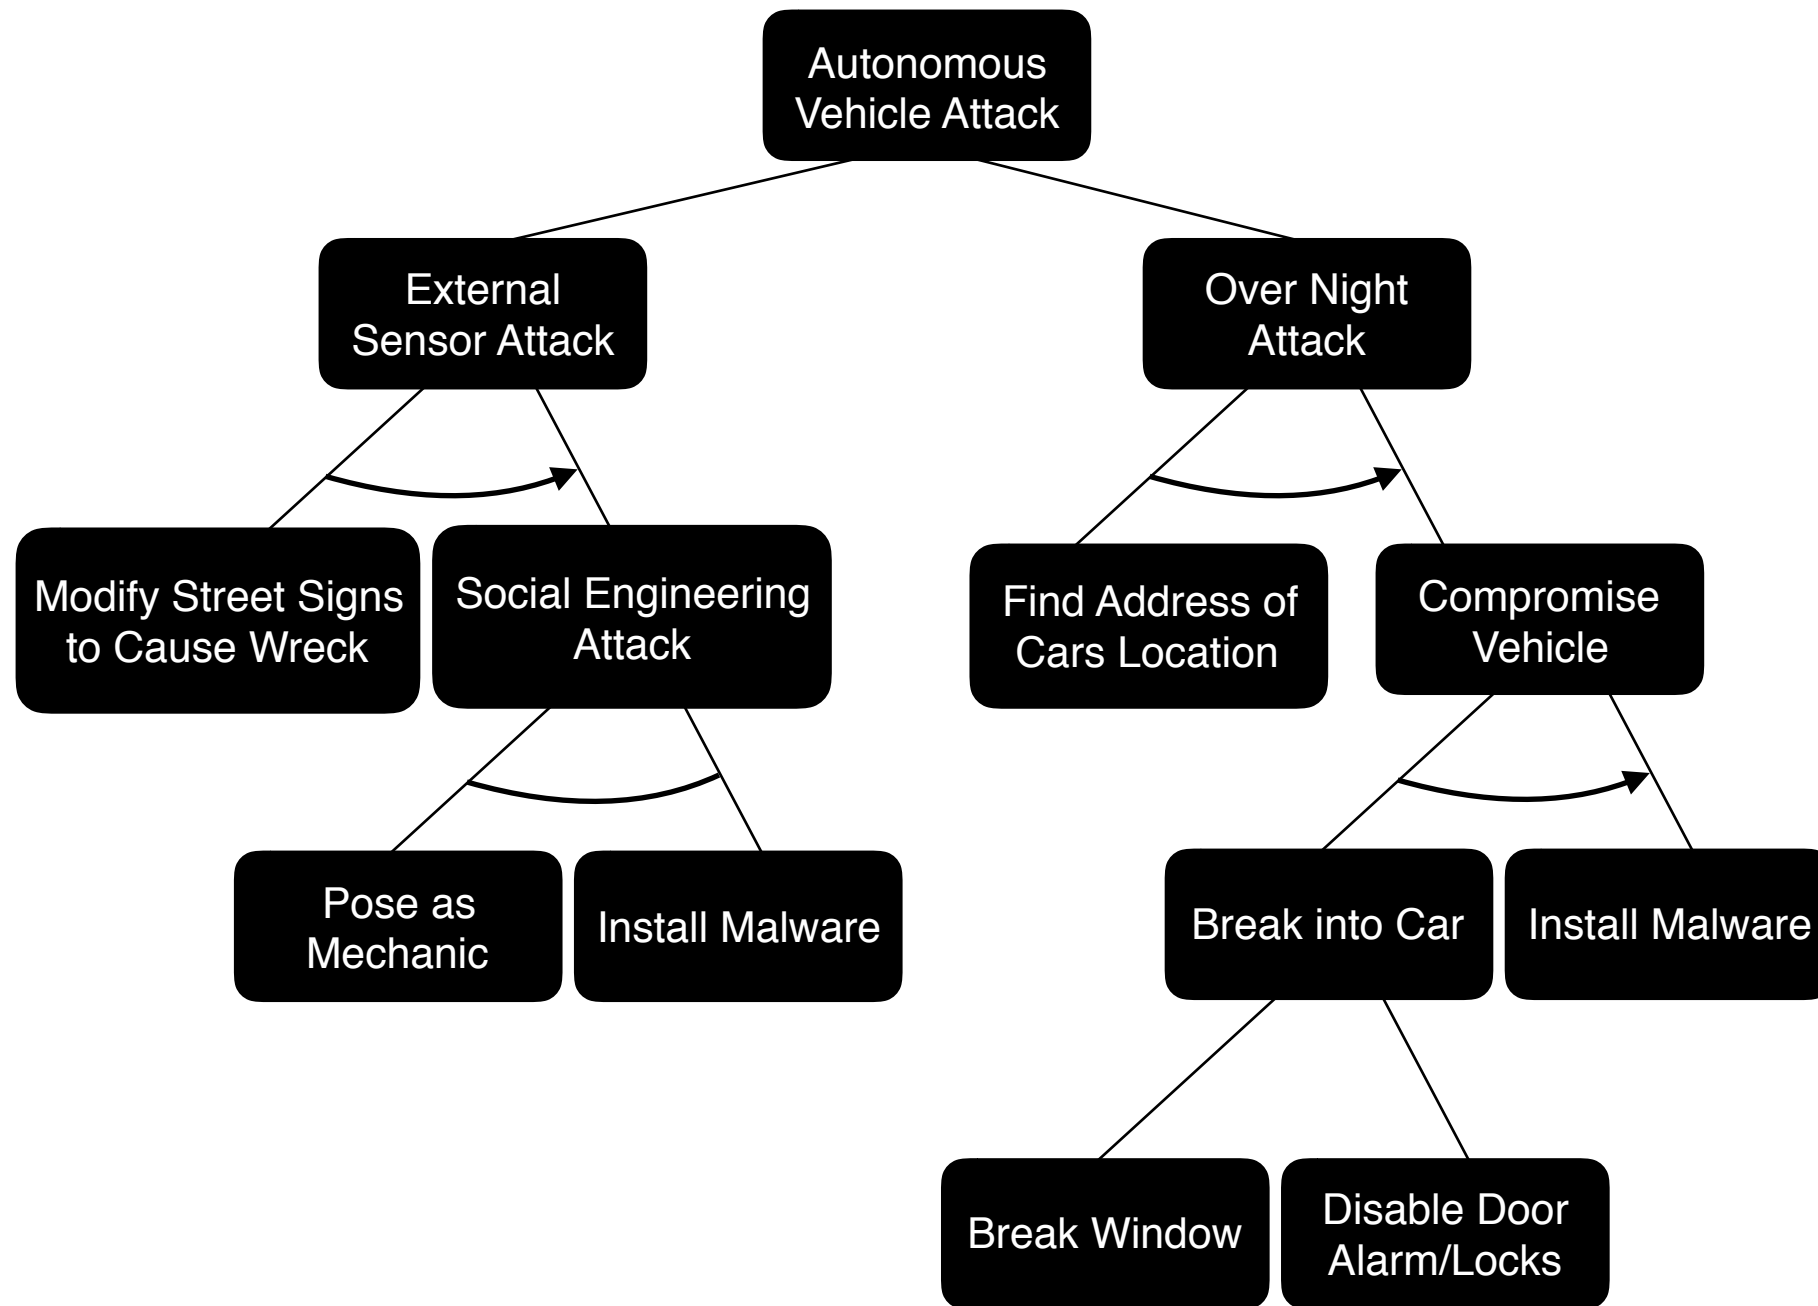 Autonomous
Vehicle Attack
External
Sensor Attack
Over Night
Attack
Modify Street Signs
to Cause Wreck
Social Engineering
Attack
Find Address of
Cars Location
Compromise
Vehicle
Pose as
Mechanic
Install Malware
Break into Car
Install Malware
Break Window
Disable Door
Alarm/Locks